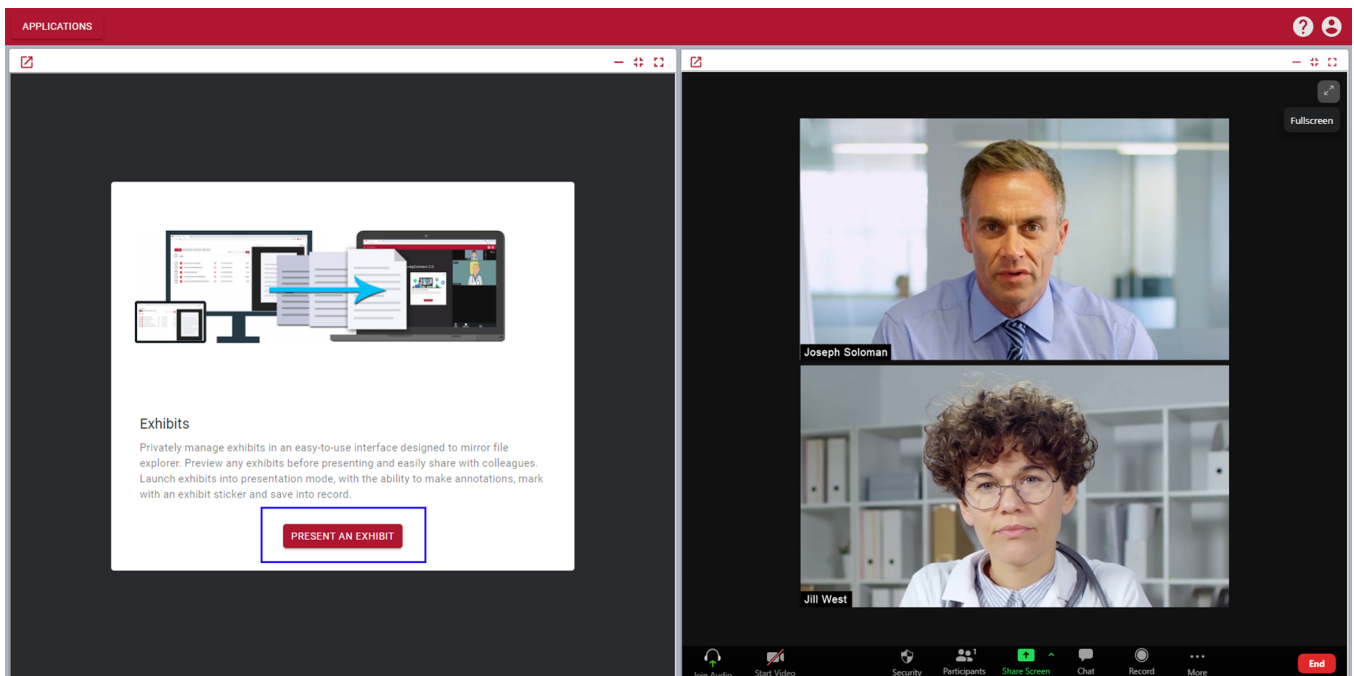 APPLICATIONS
Fullscreen
Joseph Soloman
Exhibits
Privately manage exhibits in an easy-to-use interface designed to mirror file
explorer. Preview any exhibits before presenting and easily share with colleagues.
Launch exhibits into presentation mode, with the ability to make annotations, mark
with an exhibit sticker and save into record.
PRESENT AN EXHIBIT
Jill West
1
Join Audio
Start Video
Security
Participants
Share Screen
Chat
Record
More
End